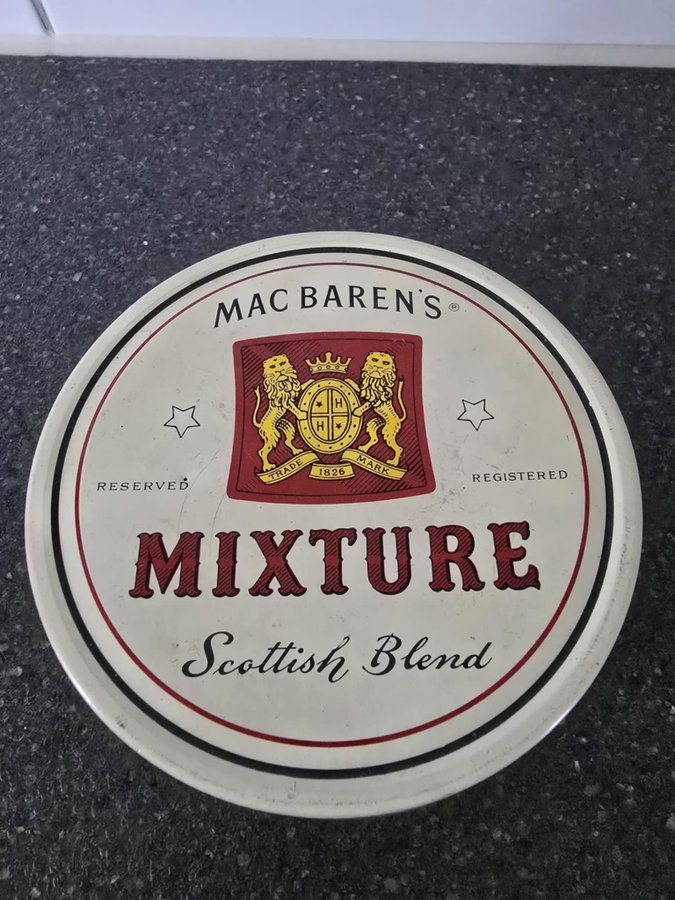 MAC BAREN'S®
H H
TRADE 1826 MARK
RESERVED
REGISTERED
MIXTURE
Scottish Blend